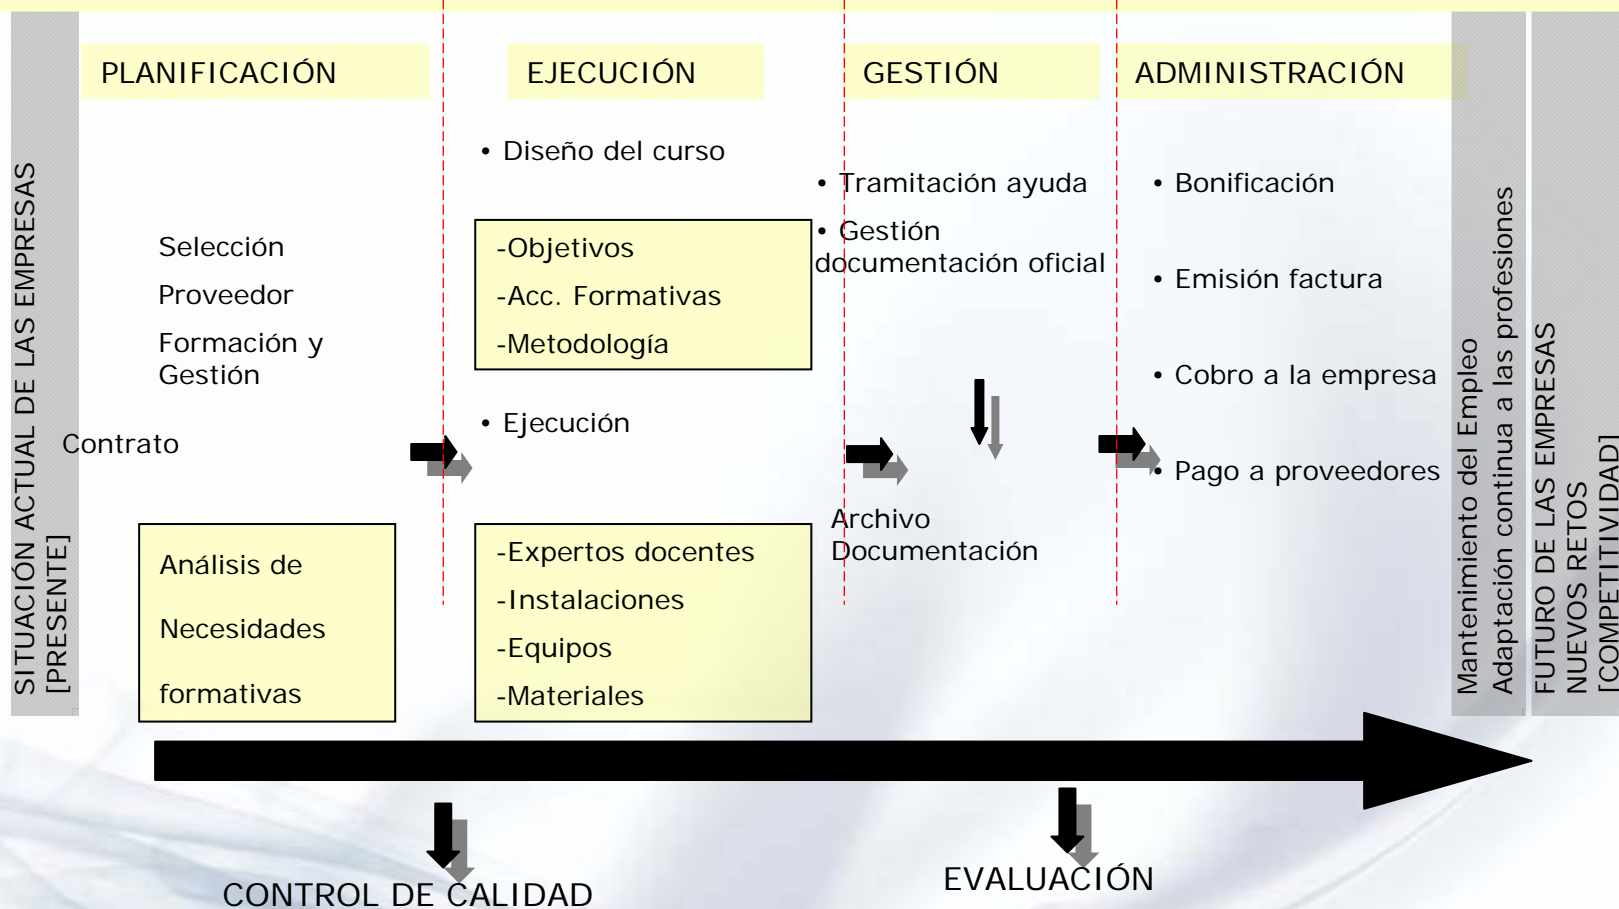 SITUACIÓN ACTUAL DE LAS EMPRESAS
[PRESENTE]
PLANIFICACIÓN
Selección
Proveedor
Formación y
Gestión
Contrato
Análisis de
Necesidades
formativas
EJECUCIÓN
• Diseño del curso
-Objetivos
-Acc. Formativas
-Metodología
• Ejecución
-Expertos docentes
-Instalaciones
-Equipos
-Materiales
GESTIÓN
• Tramitación ayuda
• Gestión
documentación oficial
Archivo
Documentación
ADMINISTRACIÓN
• Bonificación
• Emisión factura
• Cobro a la empresa
• Pago a proveedores
Mantenimiento del Empleo
Adaptación continua a las profesiones
FUTURO DE LAS EMPRESAS
NUEVOS RETOS
[COMPETITIVIDAD]
CONTROL DE CALIDAD
EVALUACIÓN